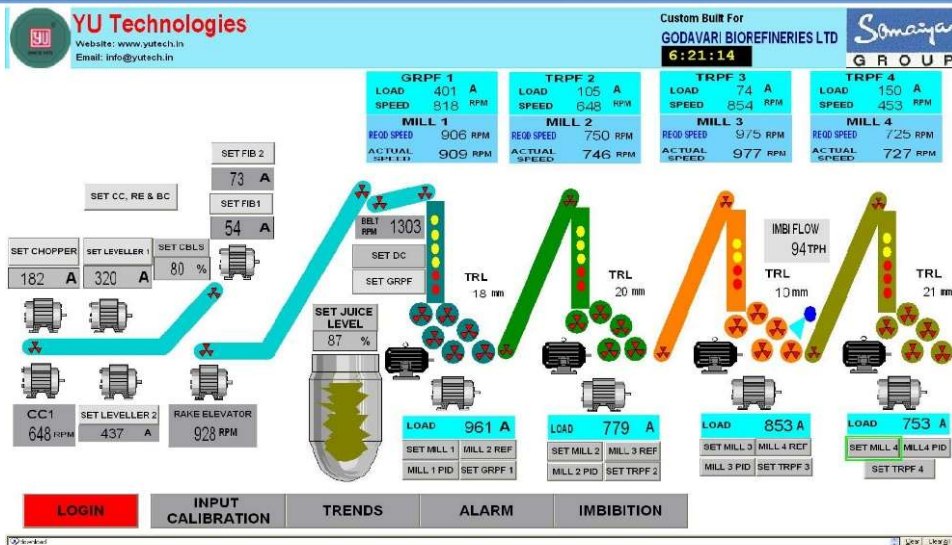 YU Technologies
Website: www.yutech.in
Email: info@yutech.in
YU
Custom Built For
GODAVARI BIOREFINERIES LTD
6:21:14
Somaiya
GROUP
GRPF 1
LOAD 401 A
SPEED 818 RPM
MILL 1
REQD SPEED 906 RPM
ACTUAL SPEED 909 RPM
TRPF 2
LOAD 105 A
SPEED 648 RPM
MILL 2
REQD SPEED 750 RPM
ACTUAL SPEED 746 RPM
TRPF 3
LOAD 74 A
SPEED 854 RPM
MILL 3
REQD SPEED 975 RPM
ACTUAL SPEED 977 RPM
TRPF 4
LOAD 150 A
SPEED 453 RPM
MILL 4
REQD SPEED 725 RPM
ACTUAL SPEED 727 RPM
SET FIB 2
73 A
SET CC, RE & BC
SET FIB1
54 A
SET CHOPPER
182 A
SET LEVELLER 1
320 A
SET CBLS
80 %
BELT RPM 1303
SET DC
SET GRPF
IMBI FLOW
94 TPH
TRL
18 mm
TRL
20 mm
TRL
10 mm
TRL
21 mm
SET JUICE
LEVEL
87 %
CC1
648 RPM
SET LEVELLER 2
437 A
RAKE ELEVATOR
928 RPM
LOAD 961 A
SET MILL 1 MILL 2 REF
MILL 1 PID SET GRPF 1
LOAD 779 A
SET MILL 2 MILL 3 REF
MILL 2 PID SET TRPF 2
LOAD 853 A
SET MILL 3 MILL 4 REF
MILL 3 PID SET TRPF 3
LOAD 753 A
SET MILL 4 MILL4 PID
SET TRPF 4
LOGIN
INPUT
CALIBRATION
TRENDS
ALARM
IMBIBITION